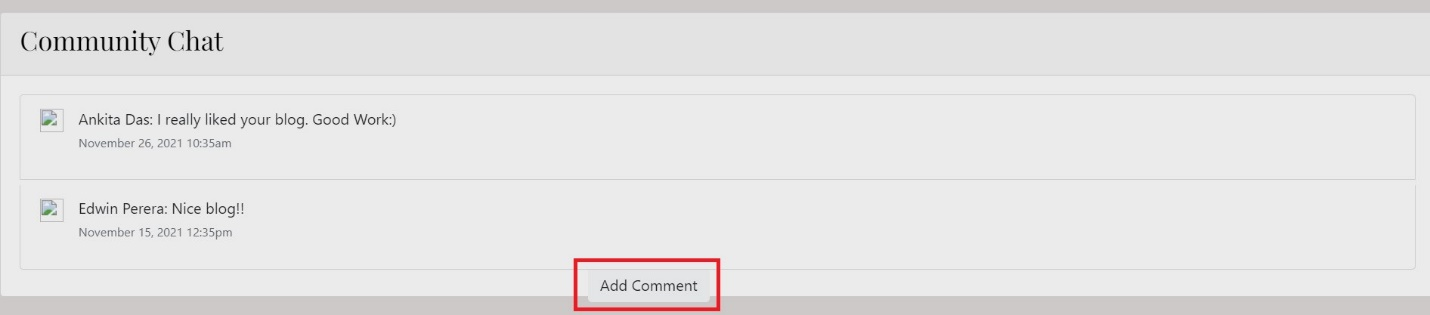 Community Chat
Ankita Das: I really liked your blog. Good Work:)
November 26, 2021 10:35am
Edwin Perera: Nice blog!!
November 15, 2021 12:35pm
Add Comment